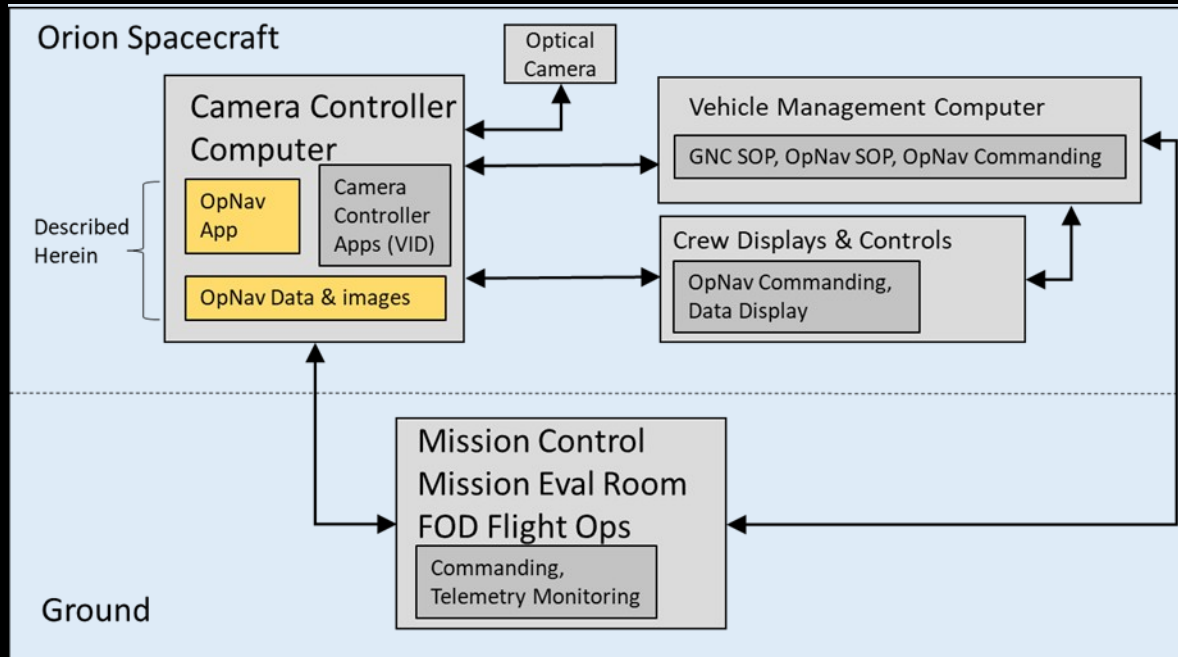 Orion Spacecraft
Optical
Camera
Camera Controller
Computer
OpNav
App
Camera
Controller
Apps (VID)
OpNav Data & images
Described
Herein
Vehicle Management Computer
GNC SOP, OpNav SOP, OpNav Commanding
Crew Displays & Controls
OpNav Commanding,
Data Display
Mission Control
Mission Eval Room
FOD Flight Ops
Commanding,
Telemetry Monitoring
Ground